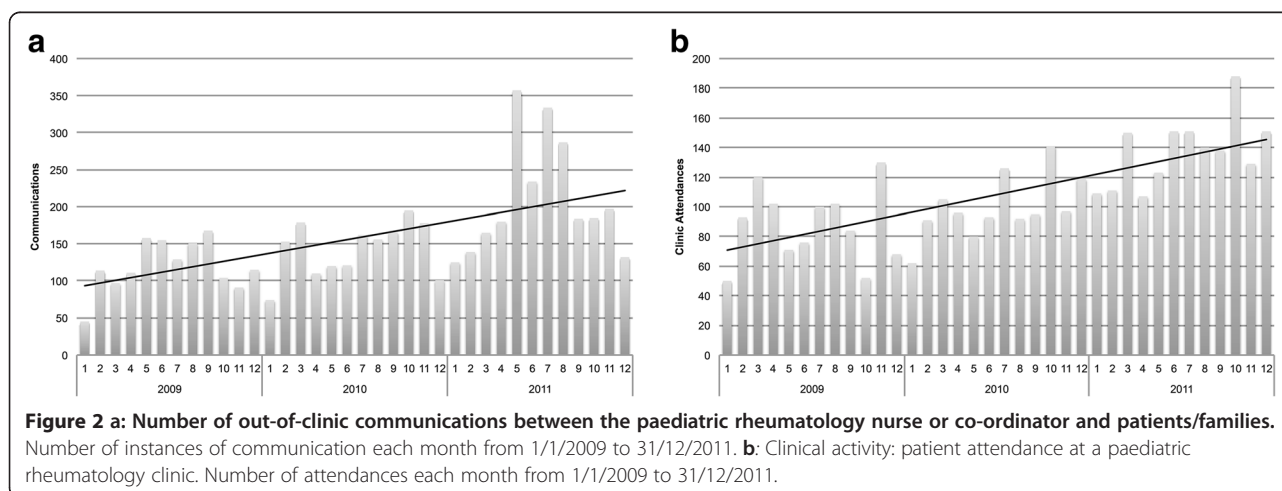 a
400
350
300
250
200
150
100
50
0
Communications
1 2 3 4 5 6 7 8 9 10 11 12 1 2 3 4 5 6 7 8 9 10 11 12 1 2 3 4 5 6 7 8 9 10 11 12
2009 2010 2011
b
200
180
160
140
120
100
80
60
40
20
0
Clinic Attendances
1 2 3 4 5 6 7 8 9 10 11 12 1 2 3 4 5 6 7 8 9 10 11 12 1 2 3 4 5 6 7 8 9 10 11 12
2009 2010 2011
Figure 2 a: Number of out-of-clinic communications between the paediatric rheumatology nurse or co-ordinator and patients/families.
Number of instances of communication each month from 1/1/2009 to 31/12/2011. b: Clinical activity: patient attendance at a paediatric
rheumatology clinic. Number of attendances each month from 1/1/2009 to 31/12/2011.